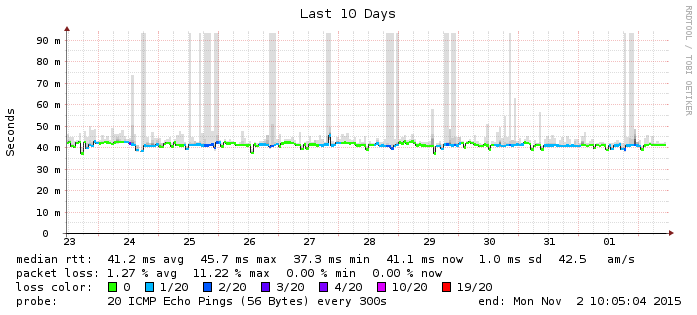 Last 10 Days
RRDTOOL / TOBI OETIKER
Seconds
90 m
80 m
70 m
60 m
50 m
40 m
30 m
20 m
10 m
0
23 24 25 26 27 28 29 30 31 01
median rtt: 41.2 ms avg 45.7 ms max 37.3 ms min 41.1 ms now 1.0 ms sd 42.5 am/s
packet loss: 1.27 % avg 11.22 % max 0.00 % min 0.00 % now
loss color: 0 1/20 2/20 3/20 4/20 10/20 19/20
probe: 20 ICMP Echo Pings (56 Bytes) every 300s end: Mon Nov 2 10:05:04 2015